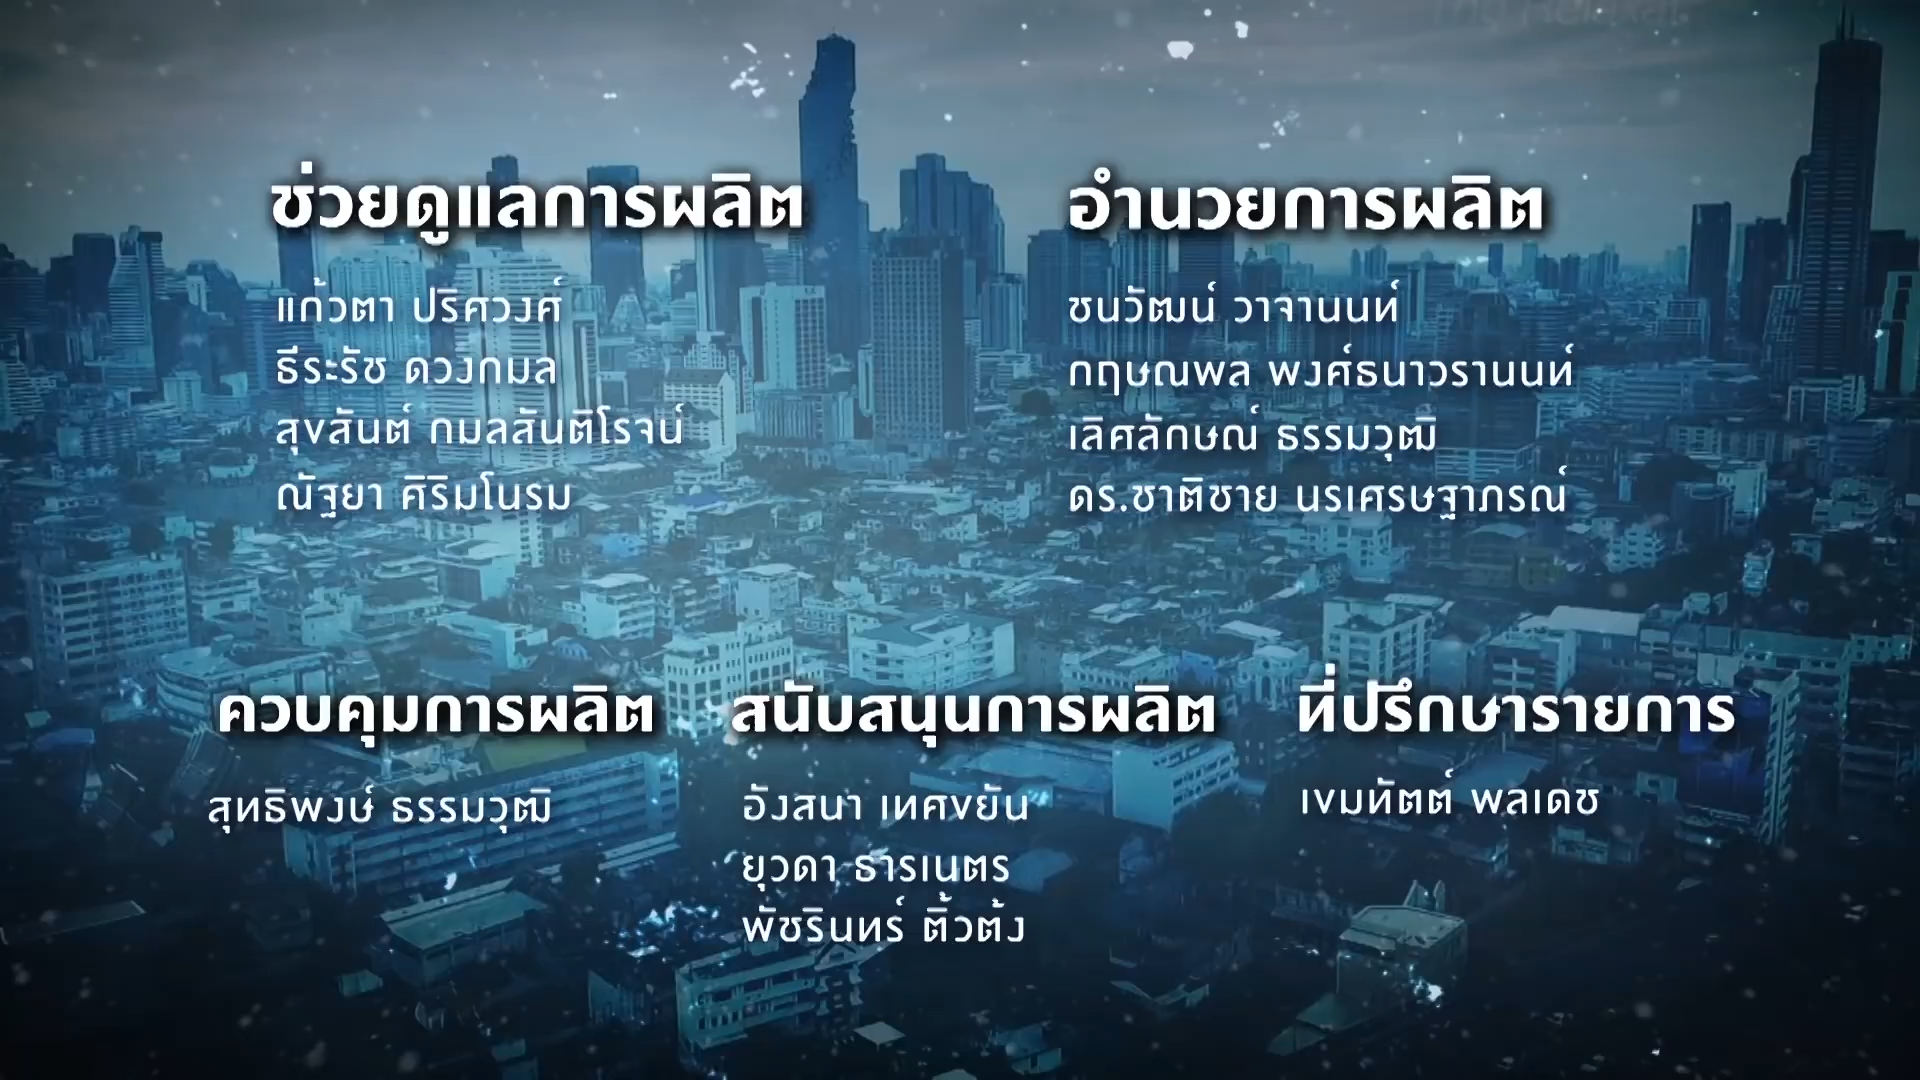 ช่วยดูแลการผลิต
แก้วตา ปริศวงศ์
ธีระรัช ดวงกมล
สุขสันต์ กมลสันติโรจน์
ณัฐยา ศิริมโนรม
อำนวยการผลิต
ชนวัฒน์ วาจานนท์
กฤษณพล พงศ์ธนาวรานนท์
เลิศลักษณ์ ธรรมวุฒิ
ดร.ชาติชาย นรเศรษฐาภรณ์
ควบคุมการผลิต
สุทธิพงษ์ ธรรมวุฒิ
สนับสนุนการผลิต
อังสนา เทศขยัน
ยุวดา ธารเนตร
พัชรินทร์ ติ้วต้ง
ที่ปรึกษารายการ
เขมทัตต์ พลเดช